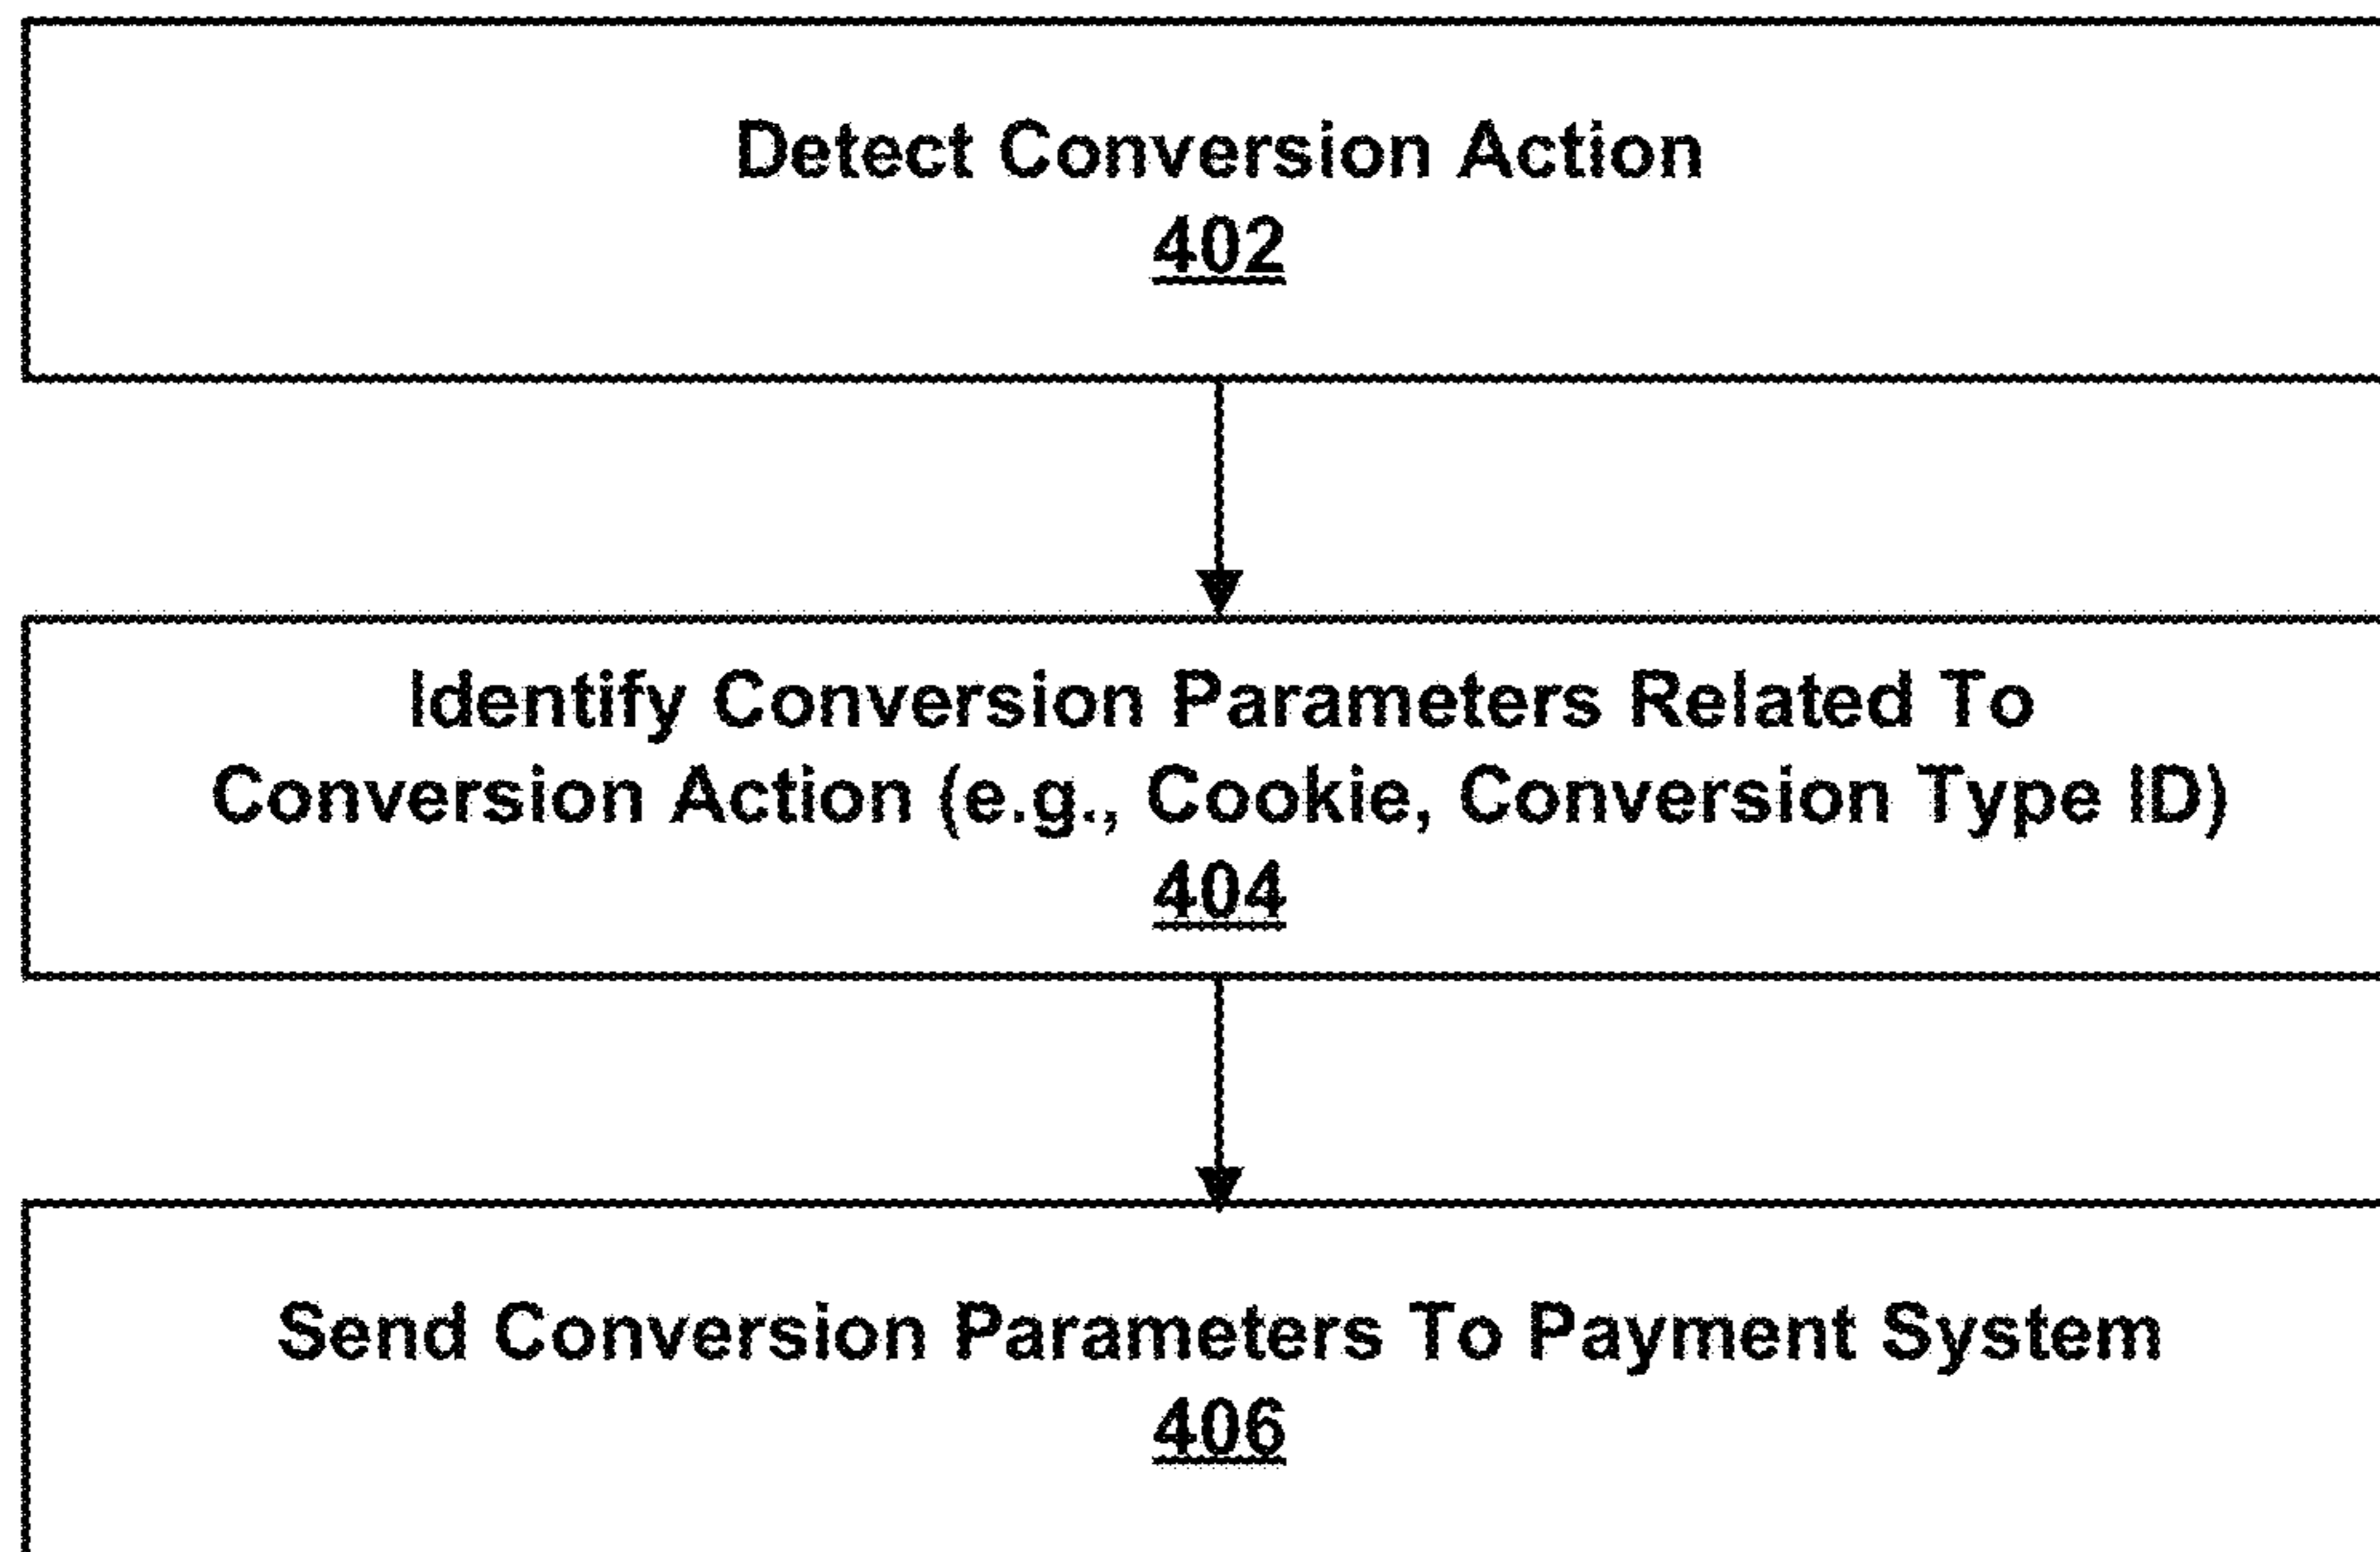 Detect Conversion Action
402
Identify Conversion Parameters Related To
Conversion Action (e.g., Cookie, Conversion Type ID)
404
Send Conversion Parameters To Payment System
406